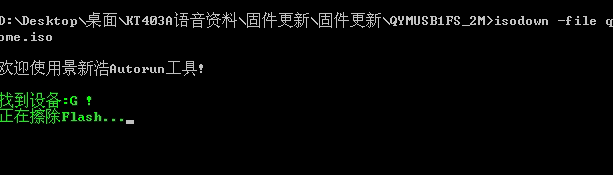 D:\Desktop\桌面\KT403A语音资料\固件更新\固件更新\QYMUSB1FS_2M>isodown -file q
ome.iso
欢迎使用景新浩Autorun工具!
找到设备:G !
正在擦除Flash..._